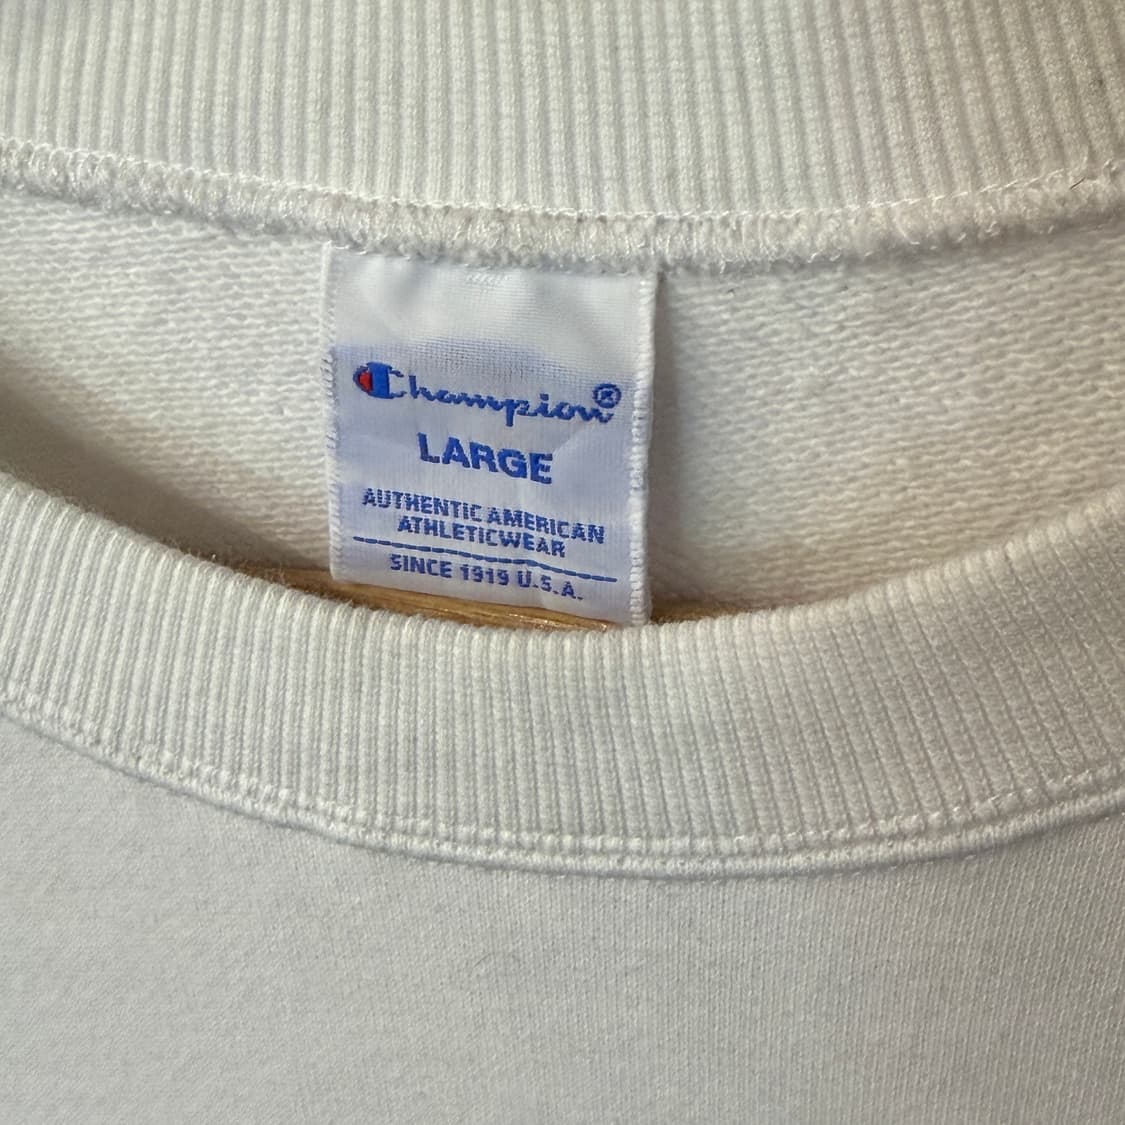 Champion®
LARGE
AUTHENTIC AMERICAN
ATHLETICWEAR
SINCE 1919 U.S.A.